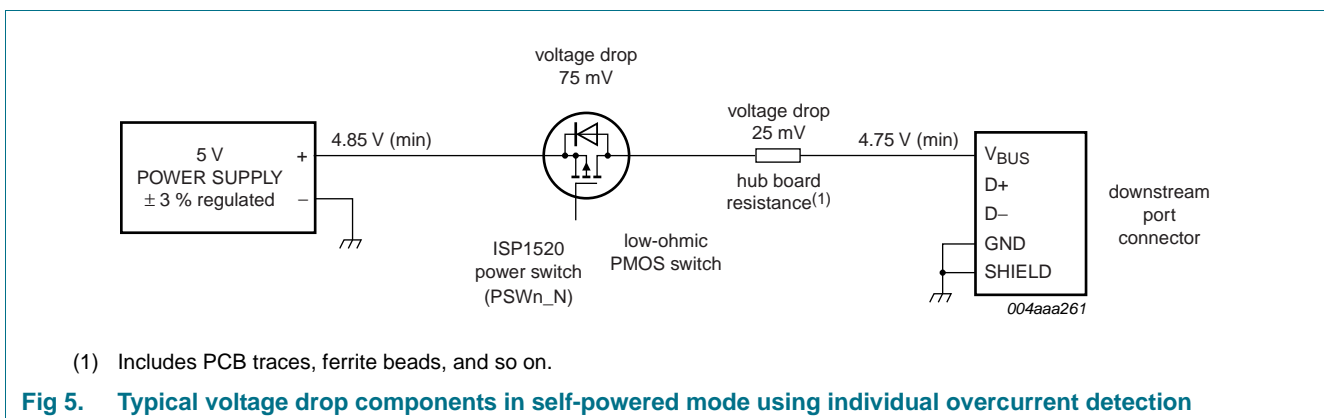 voltage drop
75 mV
voltage drop
25 mV
4.85 V (min)
4.75 V (min)
5 V
POWER SUPPLY
± 3 % regulated
+
−
hub board
resistance(1)
ISP1520
power switch
(PSWn_N)
low-ohmic
PMOS switch
VBUS
D+
D−
GND
SHIELD
downstream
port
connector
004aaa261
(1) Includes PCB traces, ferrite beads, and so on.
Fig 5. Typical voltage drop components in self-powered mode using individual overcurrent detection